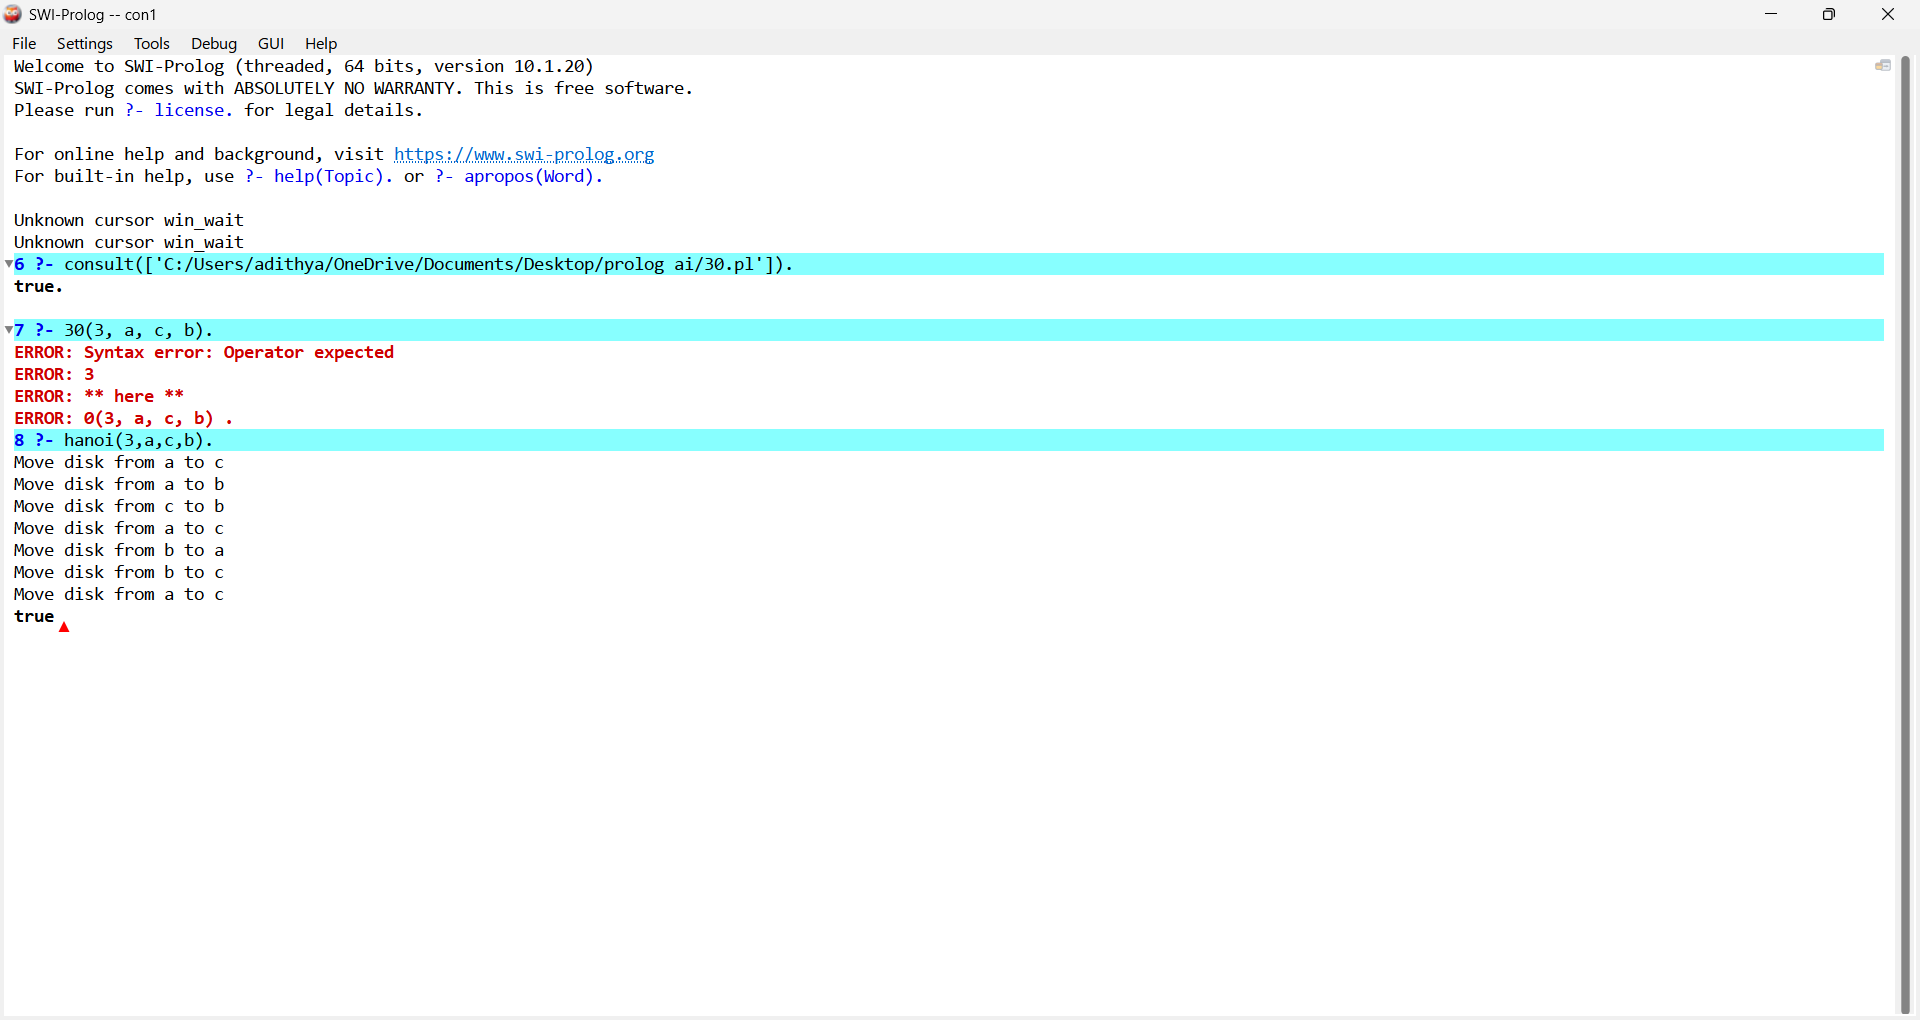 SWI-Prolog -- con1
File Settings Tools Debug GUI Help
Welcome to SWI-Prolog (threaded, 64 bits, version 10.1.20)
SWI-Prolog comes with ABSOLUTELY NO WARRANTY. This is free software.
Please run ?- license. for legal details.
For online help and background, visit https://www.swi-prolog.org
For built-in help, use ?- help(Topic). or ?- apropos(Word).
Unknown cursor win_wait
Unknown cursor win_wait
6 ?- consult(['C:/Users/adithya/OneDrive/Documents/Desktop/prolog ai/30.pl']).
true.
7 ?- 30(3, a, c, b).
ERROR: Syntax error: Operator expected
ERROR: 3
ERROR: ** here **
ERROR: 0(3, a, c, b) .
8 ?- hanoi(3,a,c,b).
Move disk from a to c
Move disk from a to b
Move disk from c to b
Move disk from a to c
Move disk from b to a
Move disk from b to c
Move disk from a to c
true